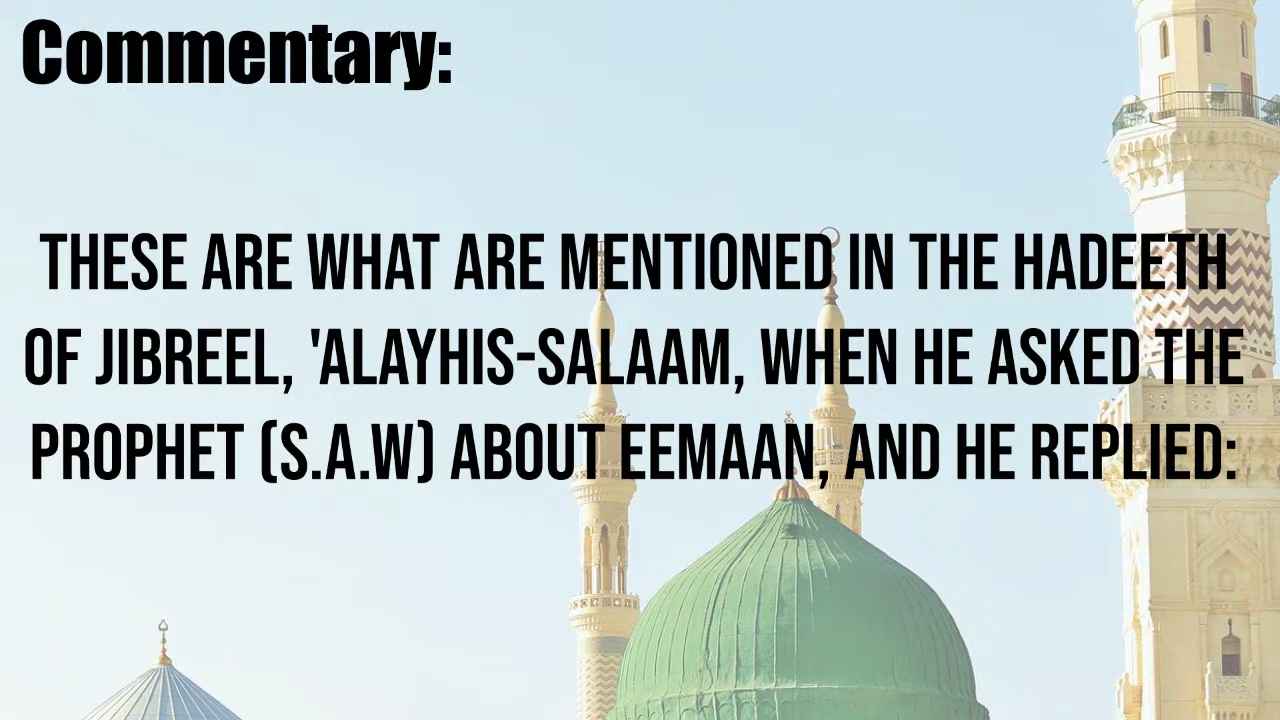 Commentary:
THESE ARE WHAT ARE MENTIONED IN THE HADEETH
OF JIBREEL, 'ALAYHIS-SALAAM, WHEN HE ASKED THE
PROPHET (S.A.W) ABOUT EEMAAN, AND HE REPLIED: